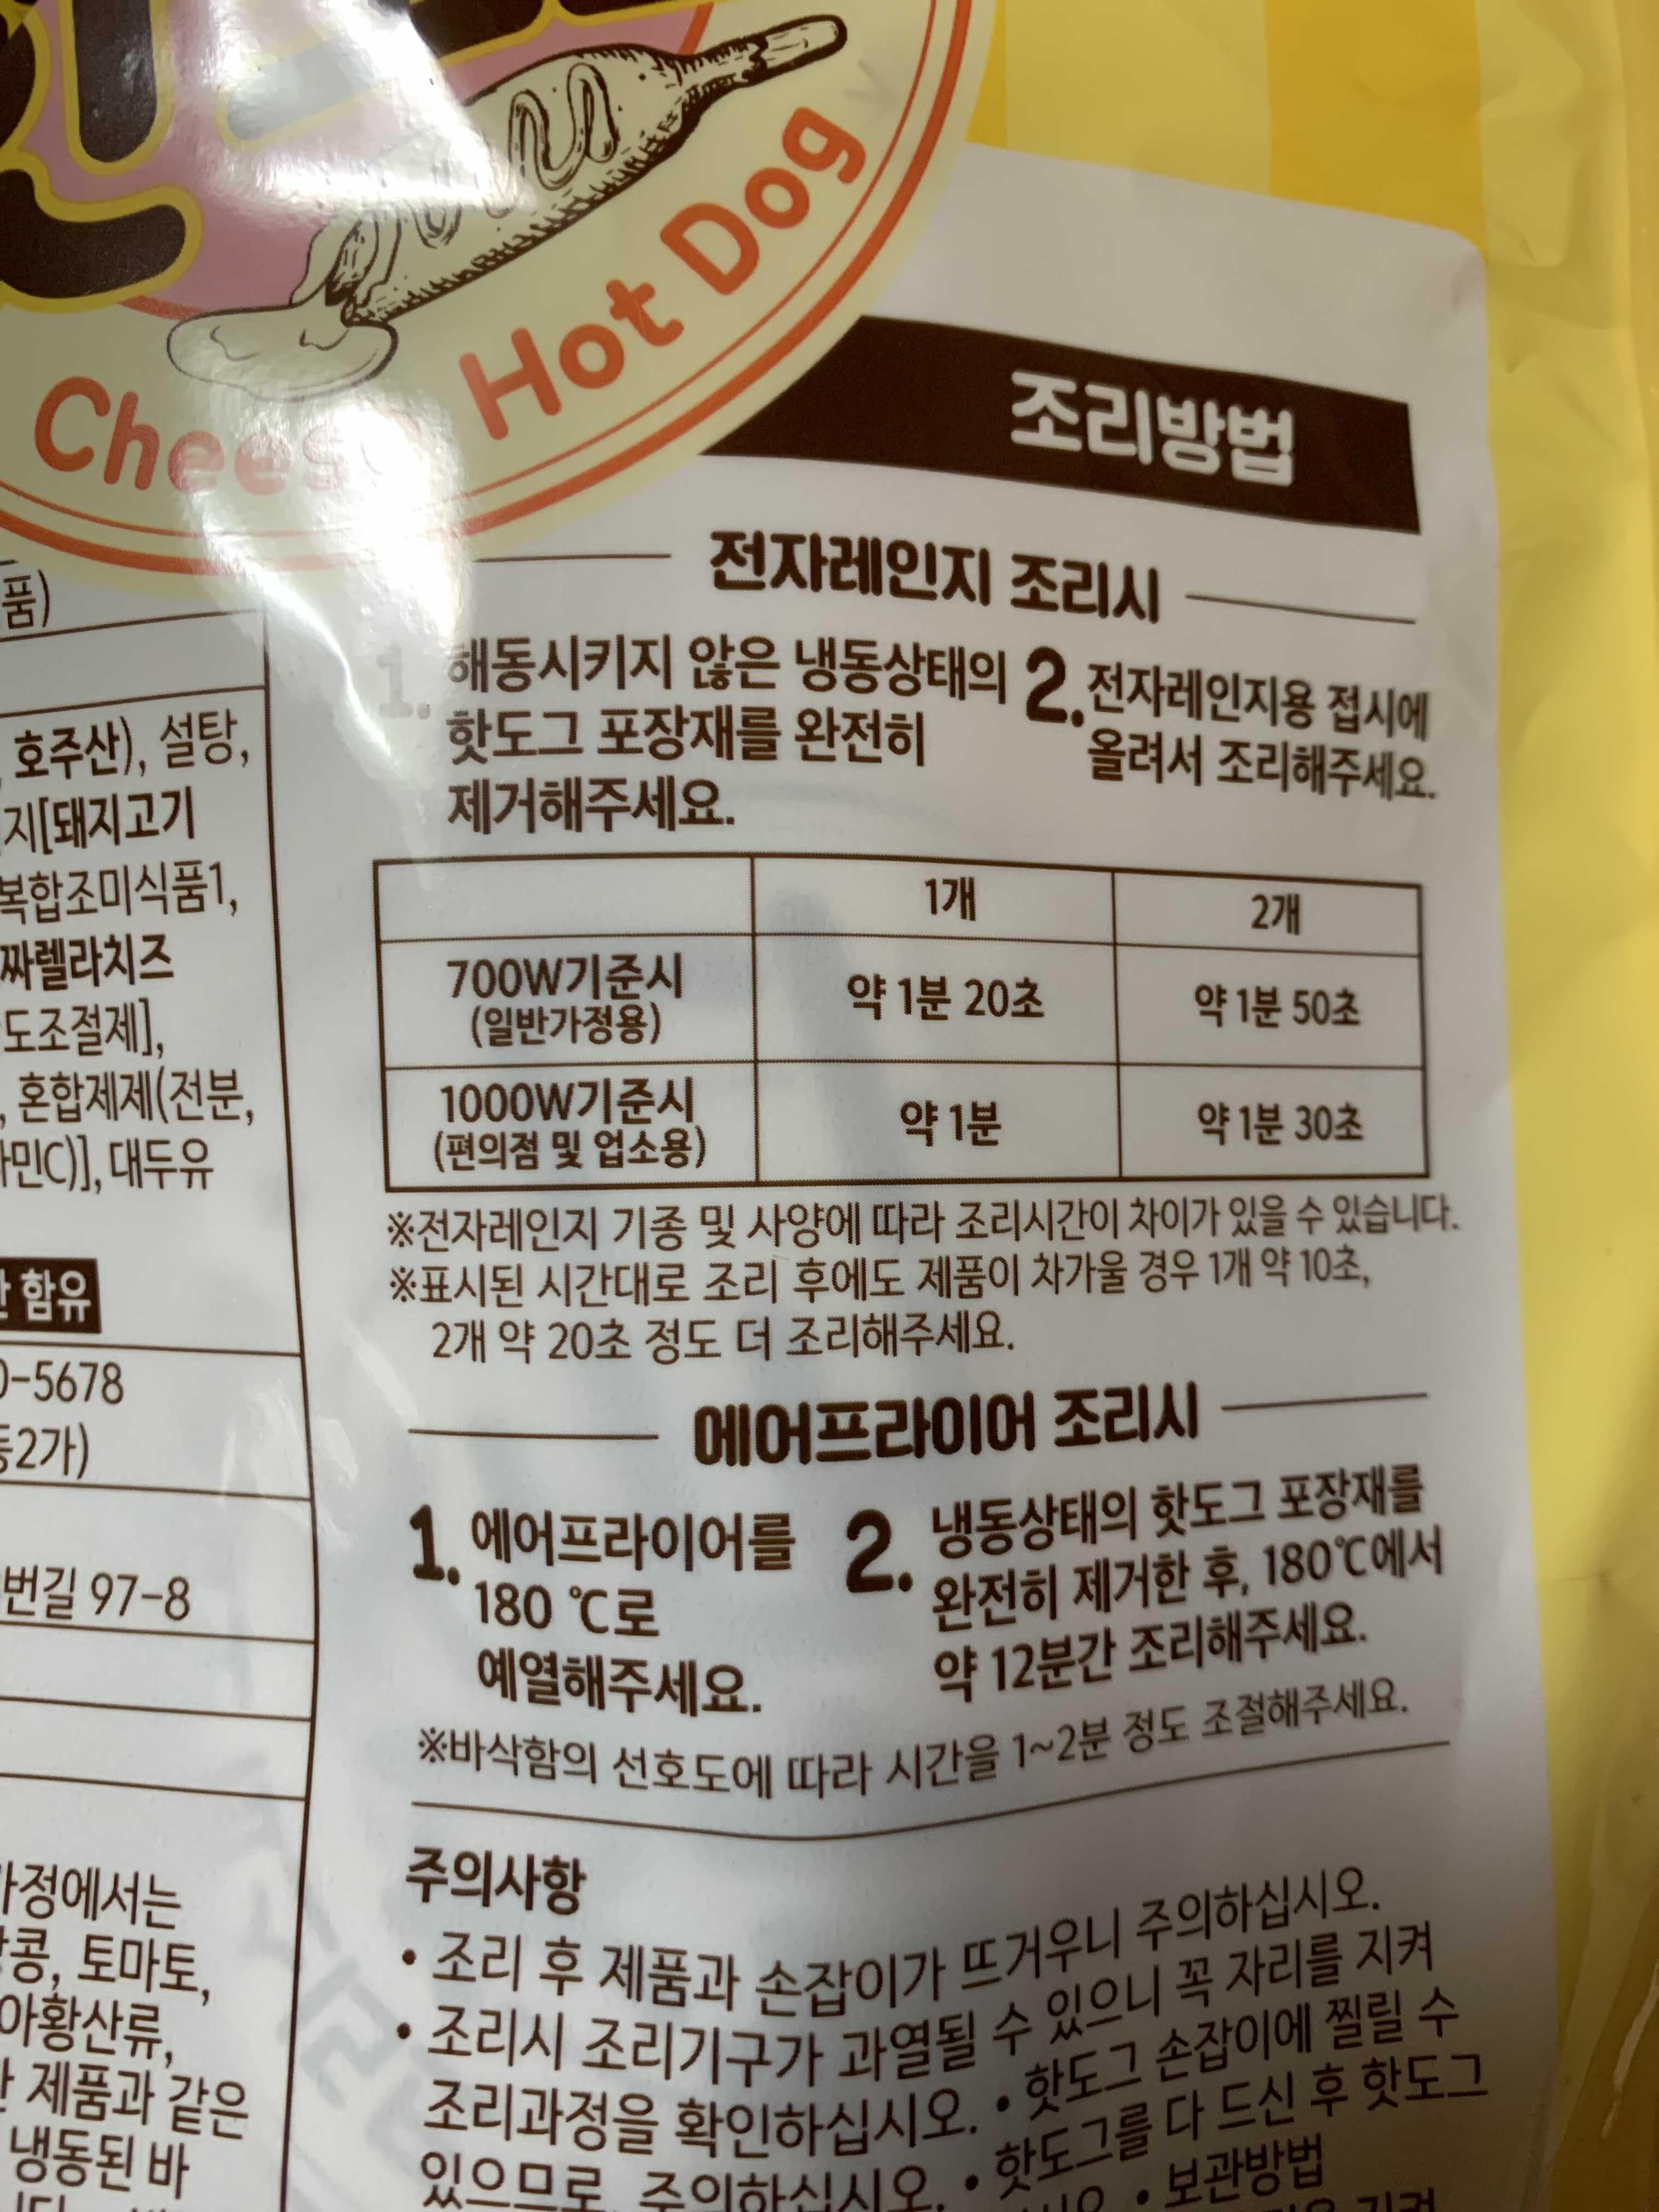 Cheese Hot Dog
조리방법
전자레인지 조리시
1. 해동시키지 않은 냉동상태의
핫도그 포장재를 완전히
제거해주세요.
2. 전자레인지용 접시에
올려서 조리해주세요.
1개 2개
700W기준시
(일반가정용)
약 1분 20초 약 1분 50초
1000W기준시
(편의점 및 업소용)
약 1분 약 1분 30초
※전자레인지 기종 및 사양에 따라 조리시간이 차이가 있을 수 있습니다.
※표시된 시간대로 조리 후에도 제품이 차가울 경우 1개 약 10초,
2개 약 20초 정도 더 조리해주세요.
에어프라이어 조리시
1. 에어프라이어를
180 ℃로
예열해주세요.
2. 냉동상태의 핫도그 포장재를
완전히 제거한 후, 180℃에서
약 12분간 조리해주세요.
※바삭함의 선호도에 따라 시간을 1~2분 정도 조절해주세요.
주의사항
• 조리 후 제품과 손잡이가 뜨거우니 주의하십시오.
• 조리시 조리기구가 과열될 수 있으니 꼭 자리를 지켜
조리과정을 확인하십시오. • 핫도그 손잡이에 찔릴 수
있으므로, 주의하십시오. • 핫도그를 다 드신 후 핫도그
• 보관방법
품)
호주산), 설탕,
지[돼지고기
복합조미식품1,
짜렐라치즈
도조절제],
, 혼합제제(전분,
민C)], 대두유
함유
-5678
2가)
번길 97-8
가정에서는
콩, 토마토,
아황산류,
제품과 같은
냉동된 바